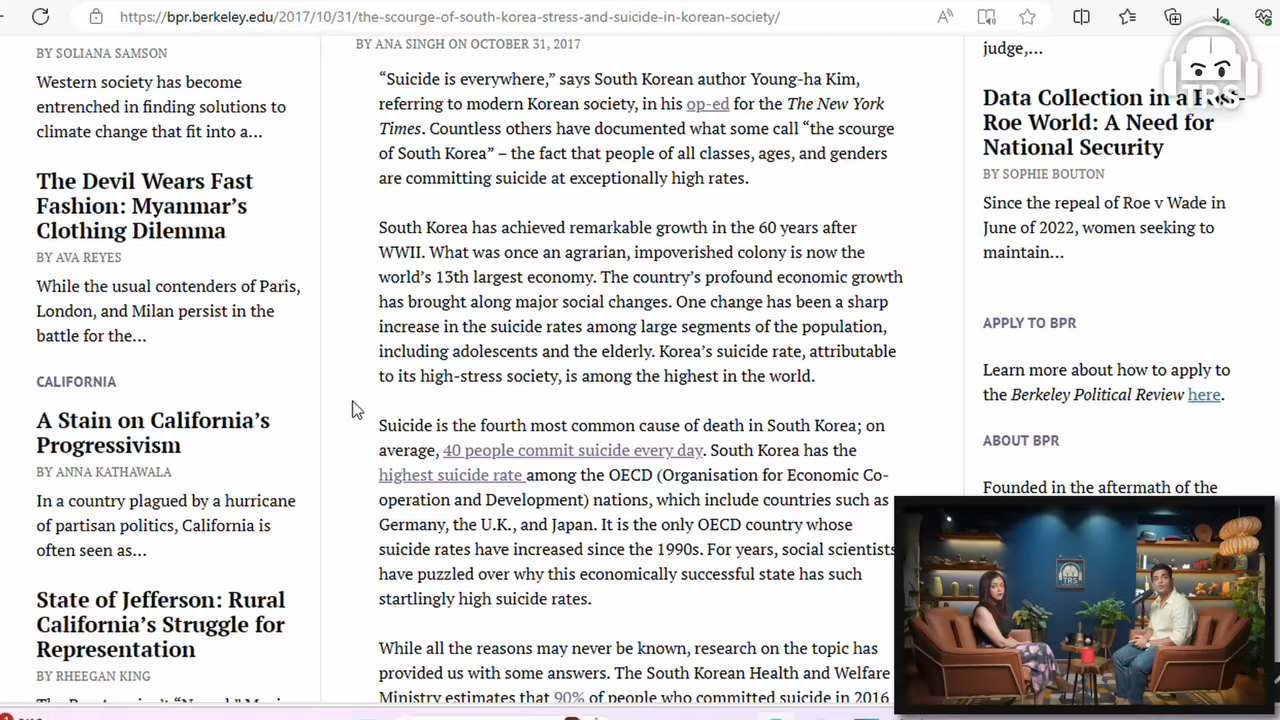 https://bpr.berkeley.edu/2017/10/31/the-scourge-of-south-korea-stress-and-suicide-in-korean-society/
BY SOLIANA SAMSON
Western society has become
entrenched in finding solutions to
climate change that fit into a…
The Devil Wears Fast
Fashion: Myanmar’s
Clothing Dilemma
BY AVA REYES
While the usual contenders of Paris,
London, and Milan persist in the
battle for the…
CALIFORNIA
A Stain on California’s
Progressivism
BY ANNA KATHAWALA
In a country plagued by a hurricane
of partisan politics, California is
often seen as…
State of Jefferson: Rural
California’s Struggle for
Representation
BY RHEEGAN KING
BY ANA SINGH ON OCTOBER 31, 2017
“Suicide is everywhere,” says South Korean author Young-ha Kim,
referring to modern Korean society, in his op-ed for the The New York
Times. Countless others have documented what some call “the scourge
of South Korea” – the fact that people of all classes, ages, and genders
are committing suicide at exceptionally high rates.
South Korea has achieved remarkable growth in the 60 years after
WWII. What was once an agrarian, impoverished colony is now the
world’s 13th largest economy. The country’s profound economic growth
has brought along major social changes. One change has been a sharp
increase in the suicide rates among large segments of the population,
including adolescents and the elderly. Korea’s suicide rate, attributable
to its high-stress society, is among the highest in the world.
Suicide is the fourth most common cause of death in South Korea; on
average, 40 people commit suicide every day. South Korea has the
highest suicide rate among the OECD (Organisation for Economic Co-
operation and Development) nations, which include countries such as
Germany, the U.K., and Japan. It is the only OECD country whose
suicide rates have increased since the 1990s. For years, social scientists
have puzzled over why this economically successful state has such
startlingly high suicide rates.
While all the reasons may never be known, research on the topic has
provided us with some answers. The South Korean Health and Welfare
Ministry estimates that 90% of people who committed suicide in 2016
judge,…
Data Collection in a Post-
Roe World: A Need for
National Security
BY SOPHIE BOUTON
Since the repeal of Roe v Wade in
June of 2022, women seeking to
maintain…
APPLY TO BPR
Learn more about how to apply to
the Berkeley Political Review here.
ABOUT BPR
Founded in the aftermath of the
TRS
TRS